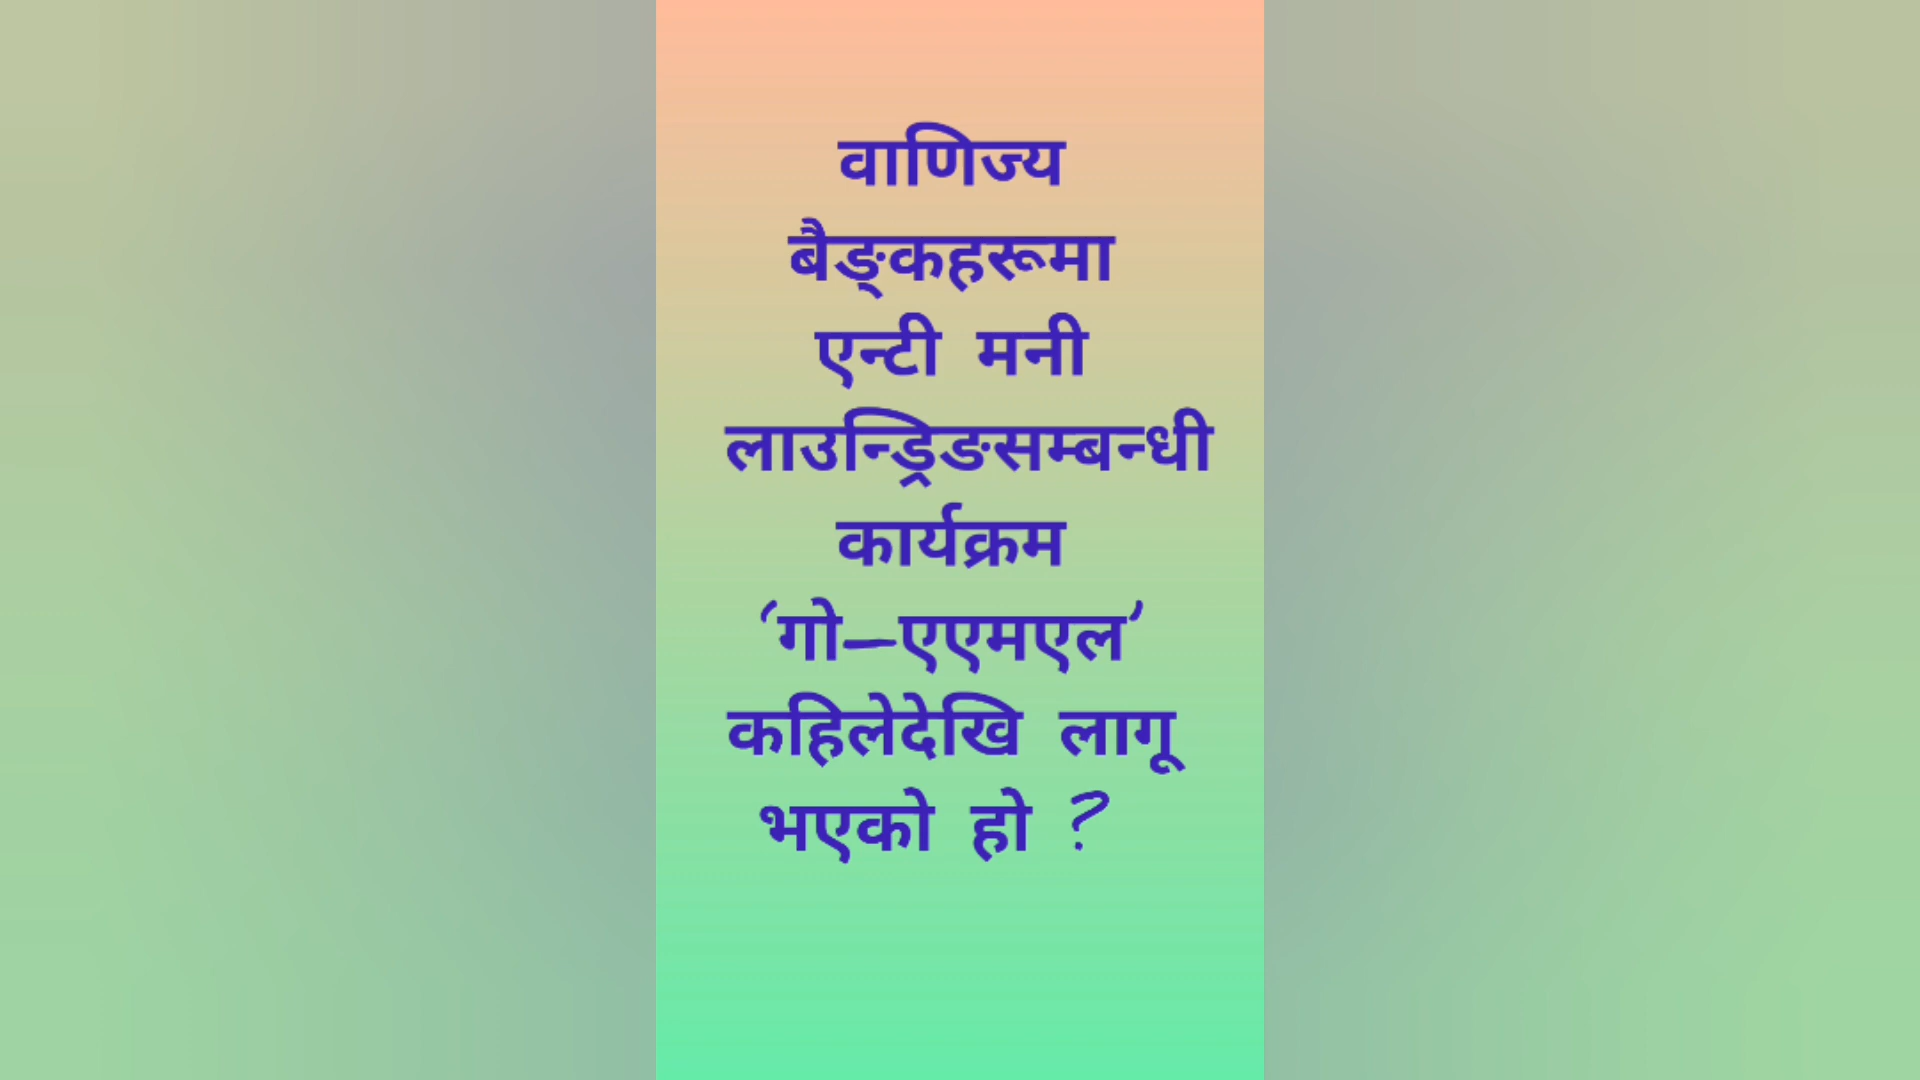 वाणिज्य
बैङ्कहरूमा
एन्टी मनी
लाउन्ड्रिङसम्बन्धी
कार्यक्रम
‘गो–एएमएल’
कहिलेदेखि लागू
भएको हो ?